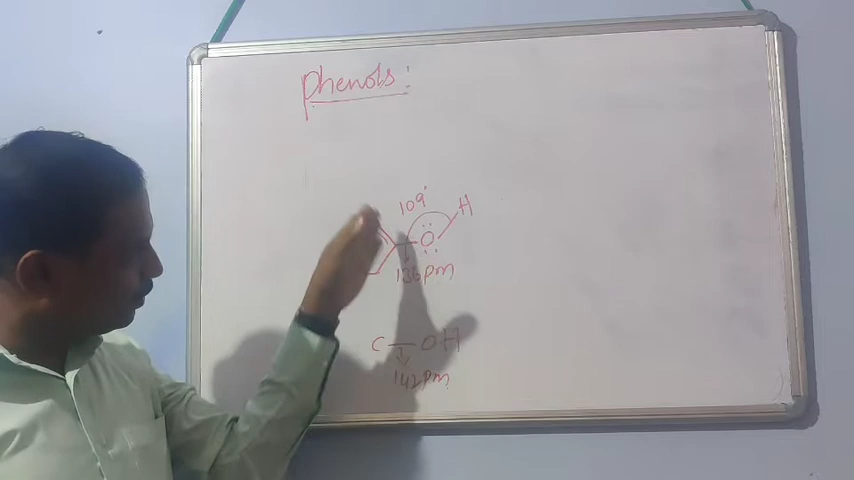 Phenols:
109° H
O
136pm
C — OH
142pm